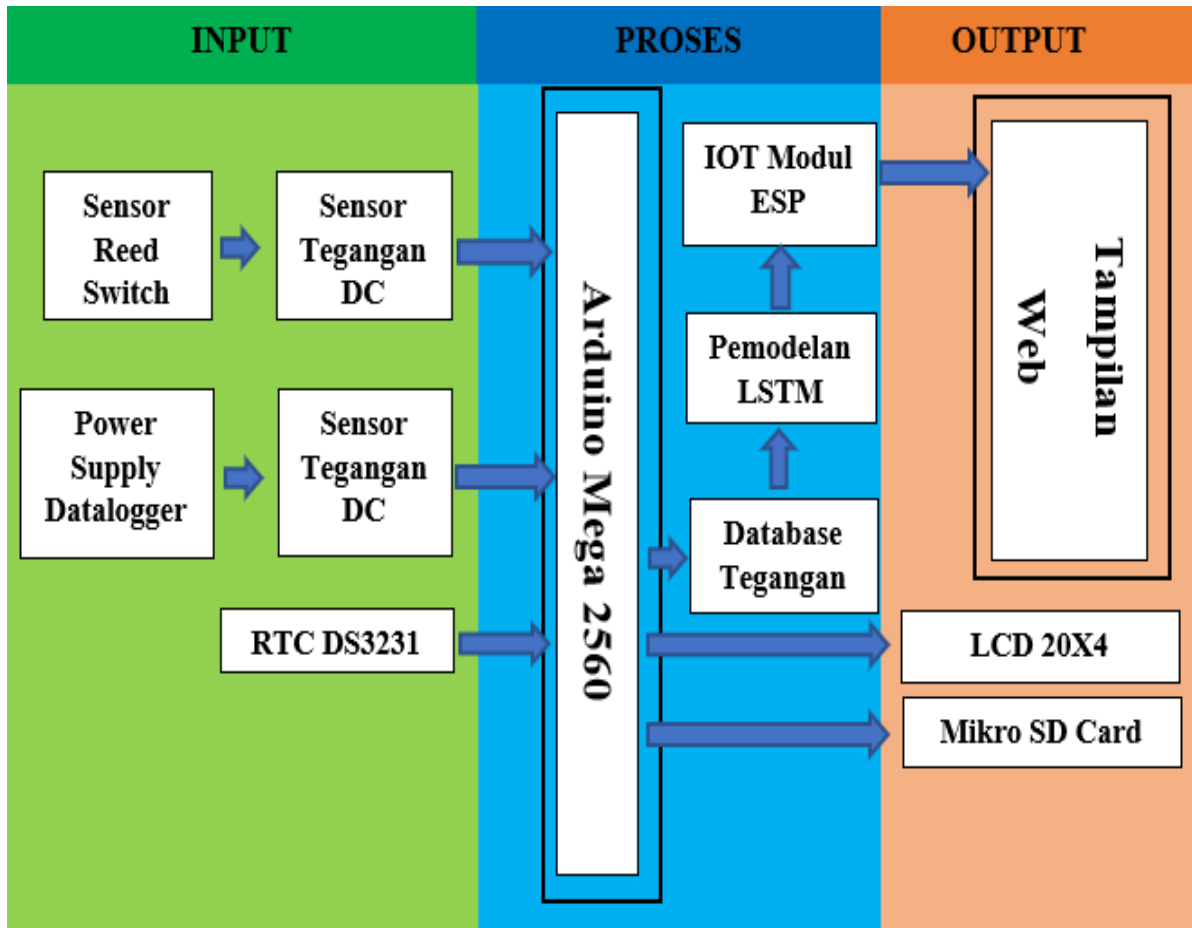 INPUT
PROSES
OUTPUT
Sensor
Reed
Switch
Sensor
Tegangan
DC
Power
Supply
Datalogger
Sensor
Tegangan
DC
RTC DS3231
Arduino Mega 2560
IOT Modul
ESP
Pemodelan
LSTM
Database
Tegangan
Tampilan
Web
LCD 20X4
Mikro SD Card